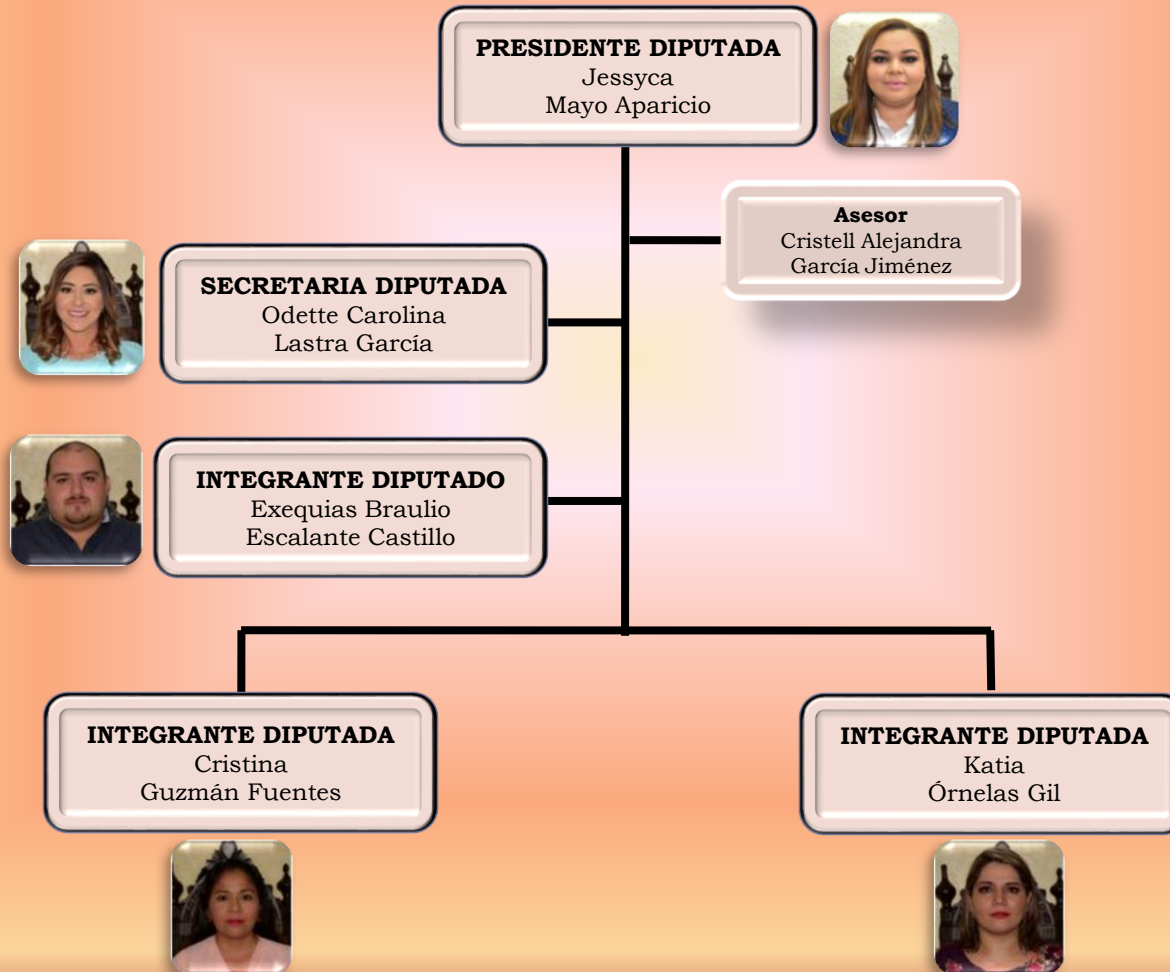 PRESIDENTE DIPUTADA
Jessyca
Mayo Aparicio
Asesor
Cristell Alejandra
García Jiménez
SECRETARIA DIPUTADA
Odette Carolina
Lastra García
INTEGRANTE DIPUTADO
Exequias Braulio
Escalante Castillo
INTEGRANTE DIPUTADA
Cristina
Guzmán Fuentes
INTEGRANTE DIPUTADA
Katia
Órnelas Gil